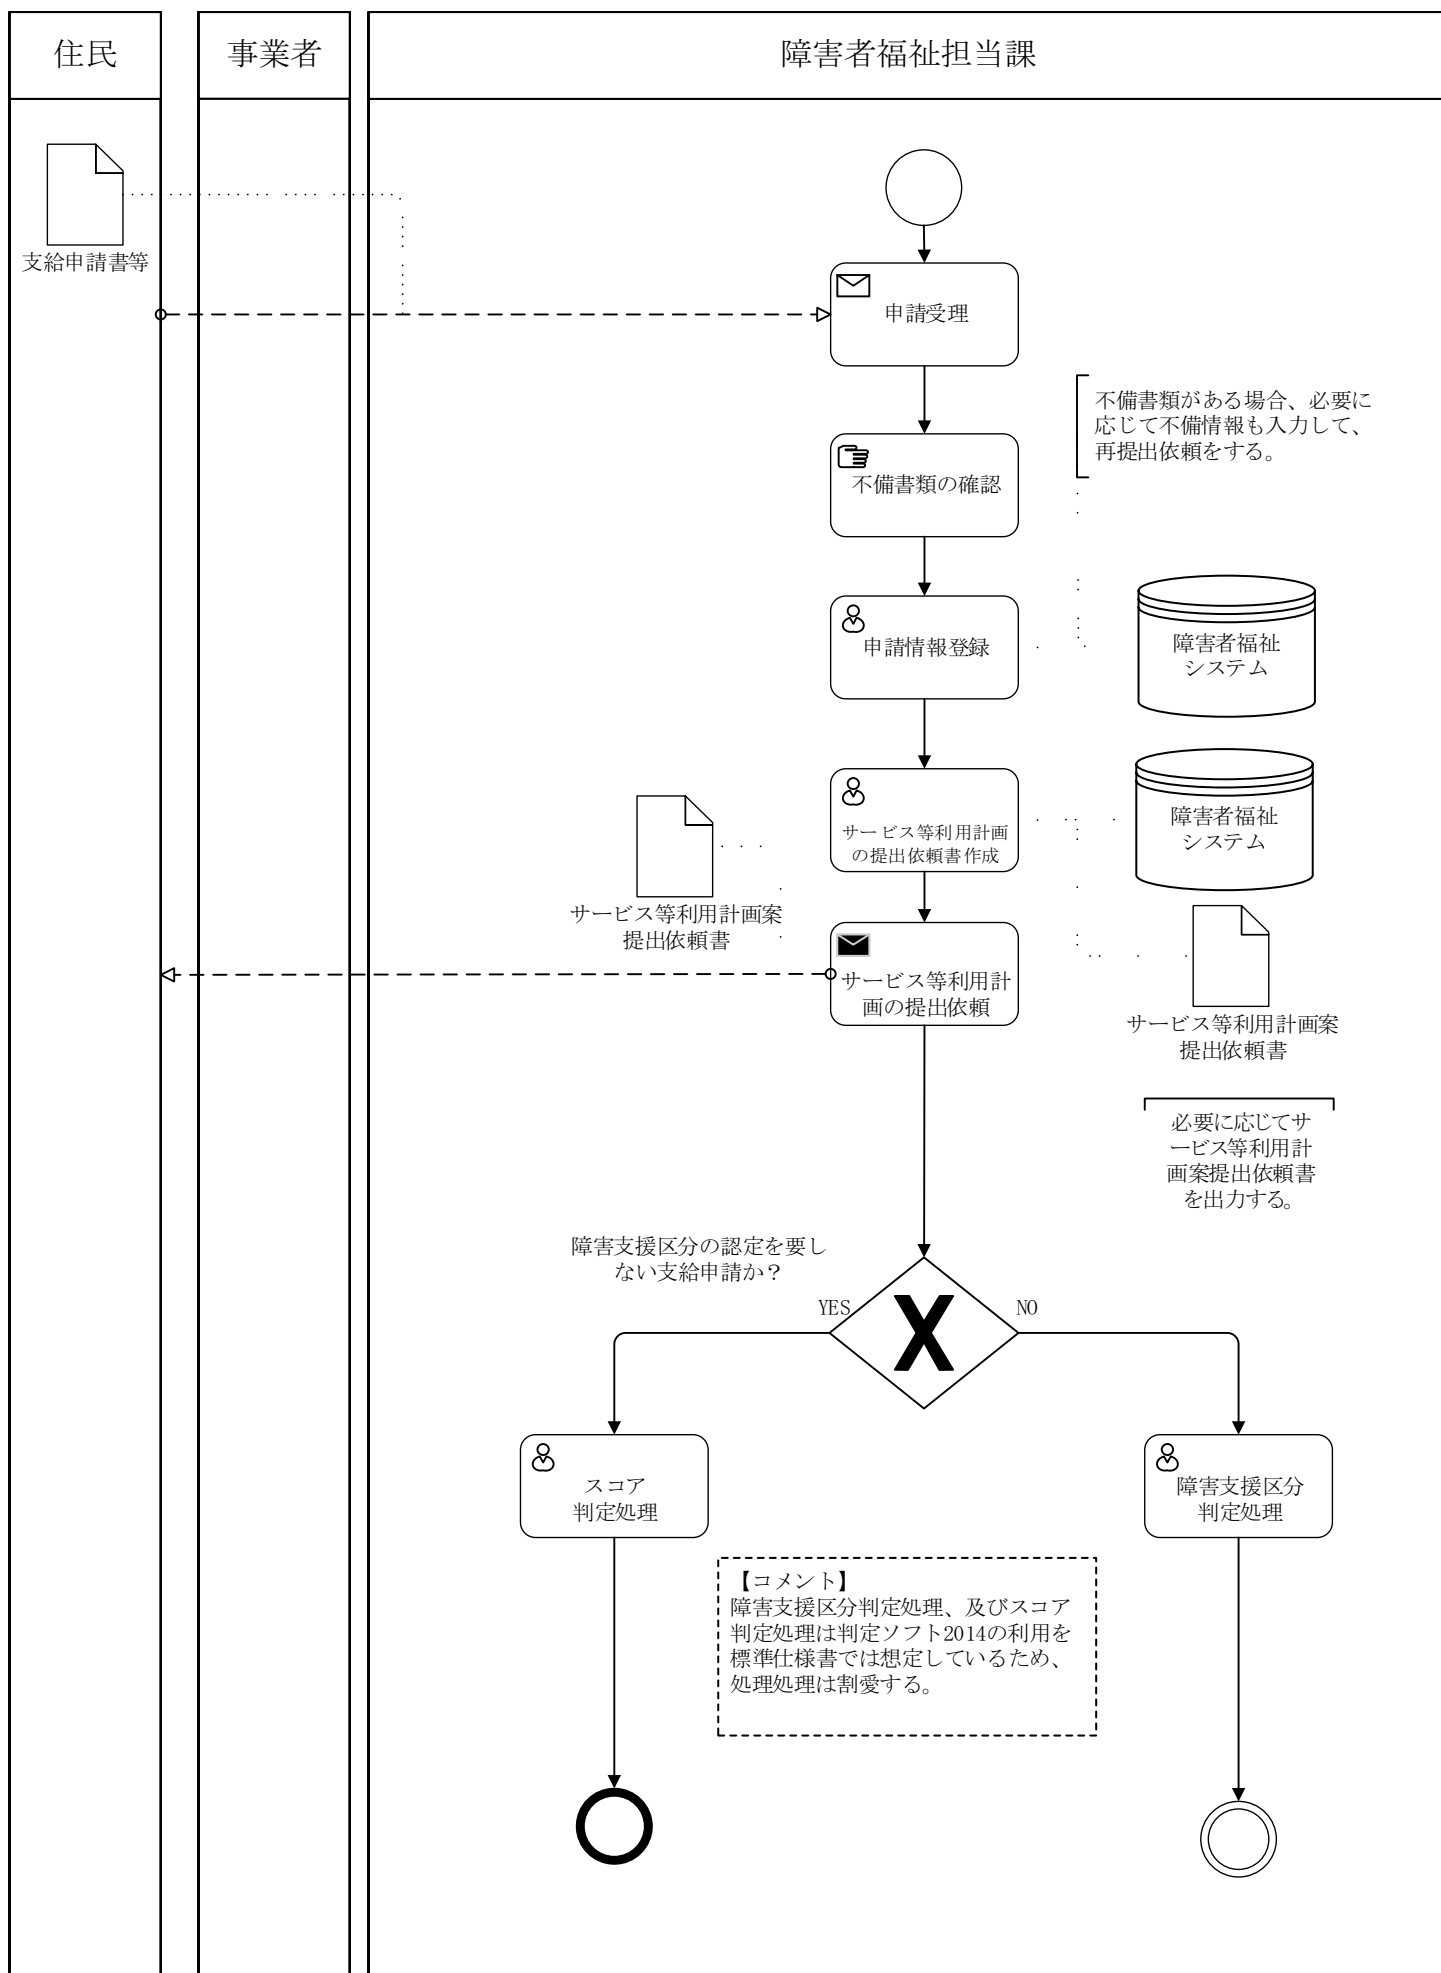 住民
事業者
障害者福祉担当課
支給申請書等
申請受理
不備書類がある場合、必要に
応じて不備情報も入力して、
再提出依頼をする。
不備書類の確認
申請情報登録
障害者福祉
システム
サービス等利用計画
の提出依頼書作成
障害者福祉
システム
サービス等利用計画案
提出依頼書
サービス等利用計
画の提出依頼
サービス等利用計画案
提出依頼書
必要に応じてサ
ービス等利用計
画案提出依頼書
を出力する。
障害支援区分の認定を要し
ない支給申請か？
YES
NO
X
スコア
判定処理
障害支援区分
判定処理
【コメント】
障害支援区分判定処理、及びスコア
判定処理は判定ソフト2014の利用を
標準仕様書では想定しているため、
処理処理は割愛する。